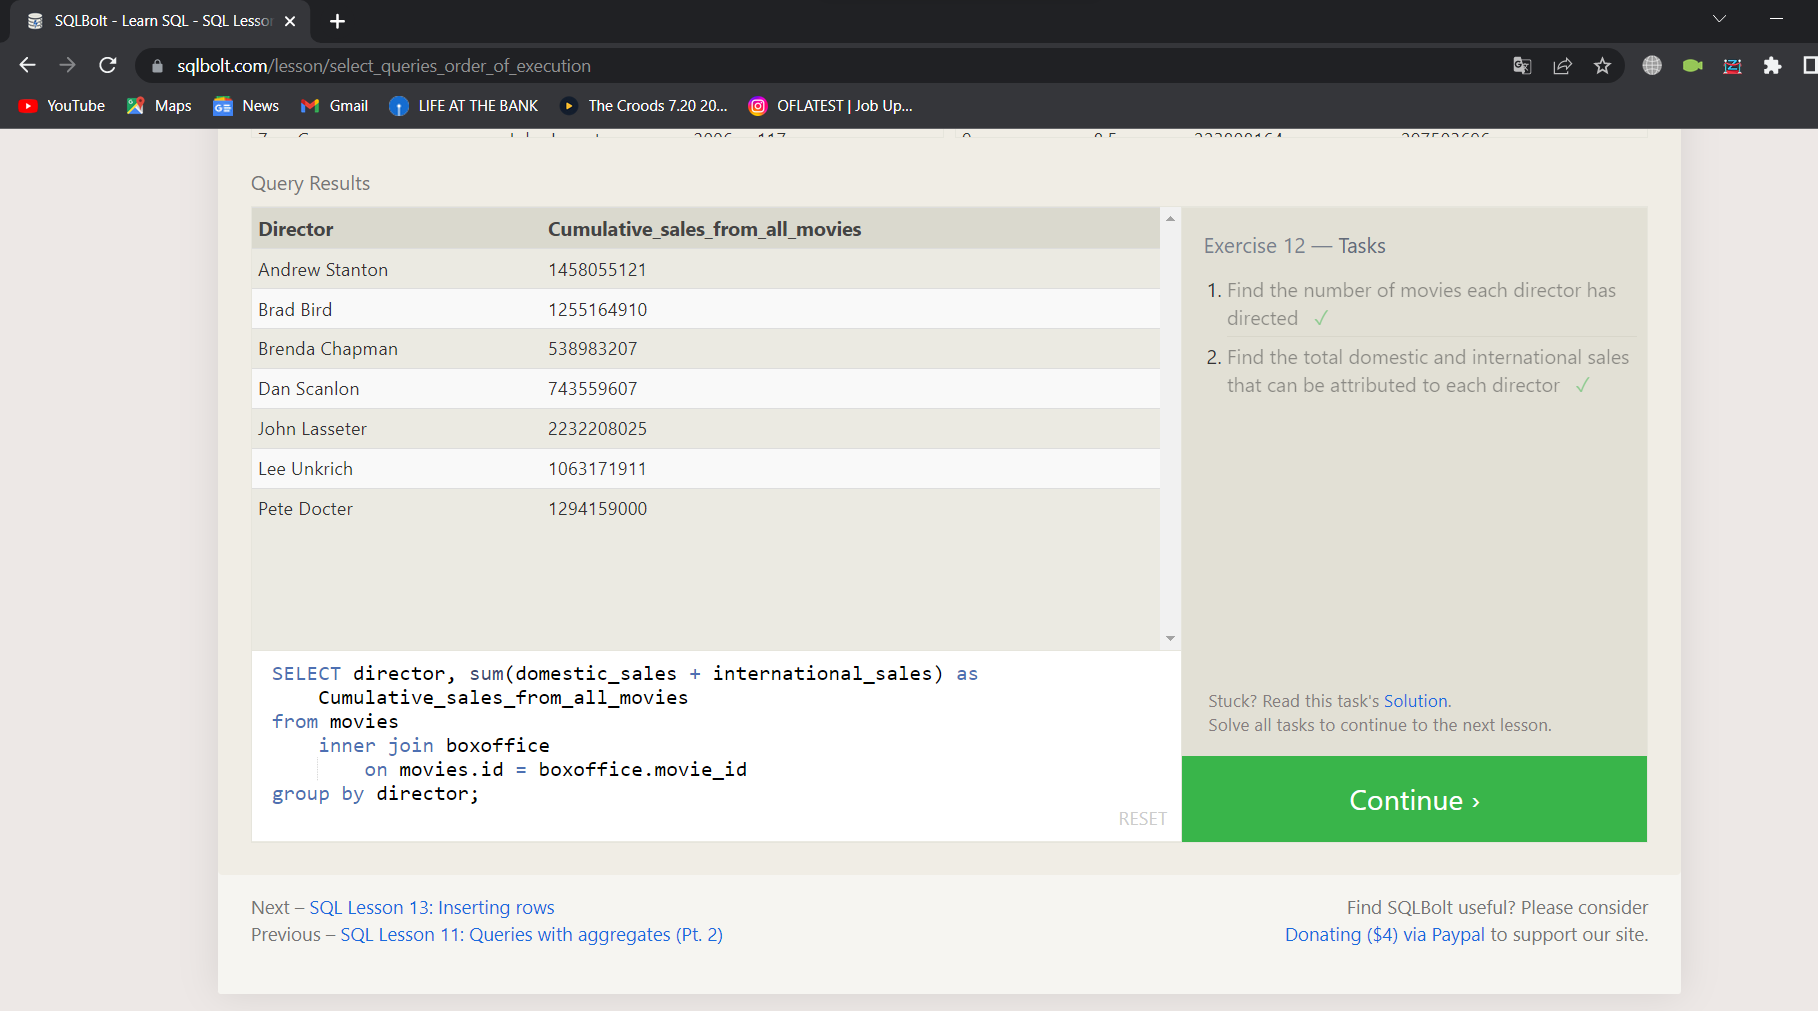 SQLBolt - Learn SQL - SQL Lesso
sqlbolt.com/lesson/select_queries_order_of_execution
YouTube Maps News Gmail LIFE AT THE BANK The Croods 7.20 20... OFLATEST | Job Up...
Query Results
Director Cumulative_sales_from_all_movies
Andrew Stanton 1458055121
Brad Bird 1255164910
Brenda Chapman 538983207
Dan Scanlon 743559607
John Lasseter 2232208025
Lee Unkrich 1063171911
Pete Docter 1294159000
SELECT director, sum(domestic_sales + international_sales) as
Cumulative_sales_from_all_movies
from movies
inner join boxoffice
on movies.id = boxoffice.movie_id
group by director;
RESET
Exercise 12 — Tasks
1. Find the number of movies each director has
directed ✓
2. Find the total domestic and international sales
that can be attributed to each director ✓
Stuck? Read this task's Solution.
Solve all tasks to continue to the next lesson.
Continue ›
Next – SQL Lesson 13: Inserting rows
Previous – SQL Lesson 11: Queries with aggregates (Pt. 2)
Find SQLBolt useful? Please consider
Donating ($4) via Paypal to support our site.